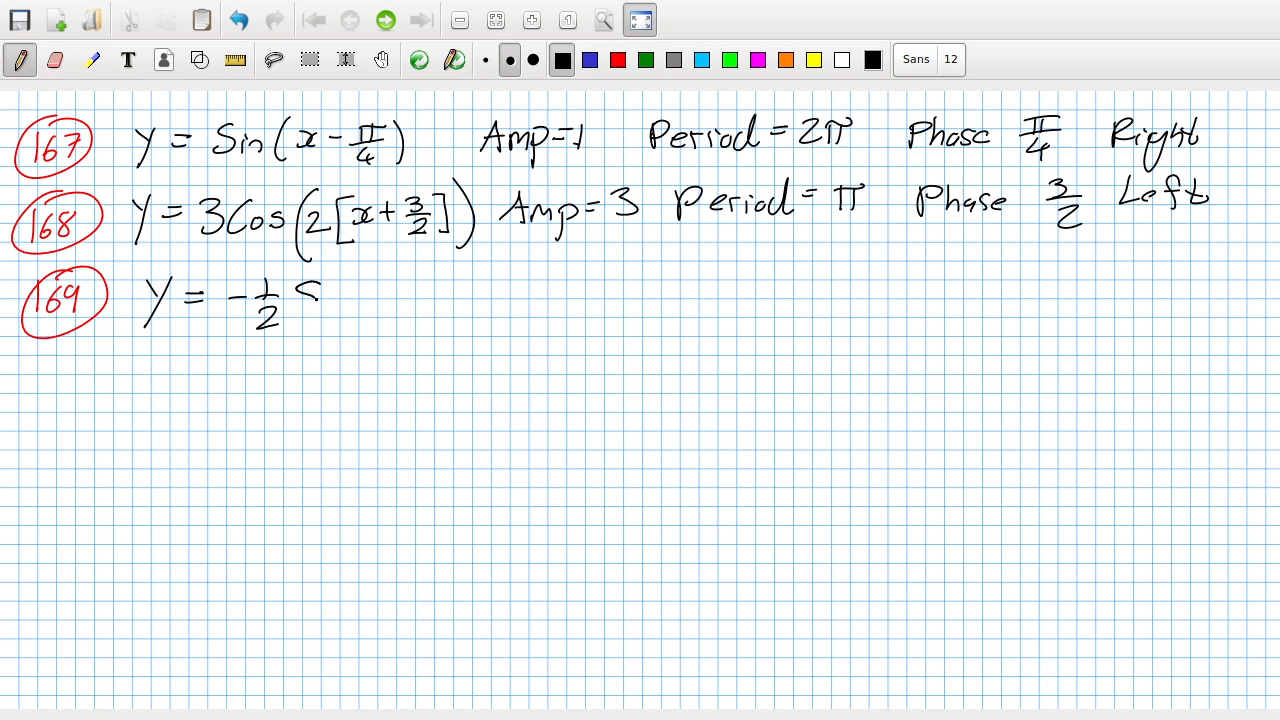 Sans 12
167 y = Sin(x - π/4) Amp=1 Period = 2π Phase π/4 Right
168 y = 3Cos(2[x + 3/2]) Amp = 3 Period = π Phase 3/2 Left
169 y = -1/2 S